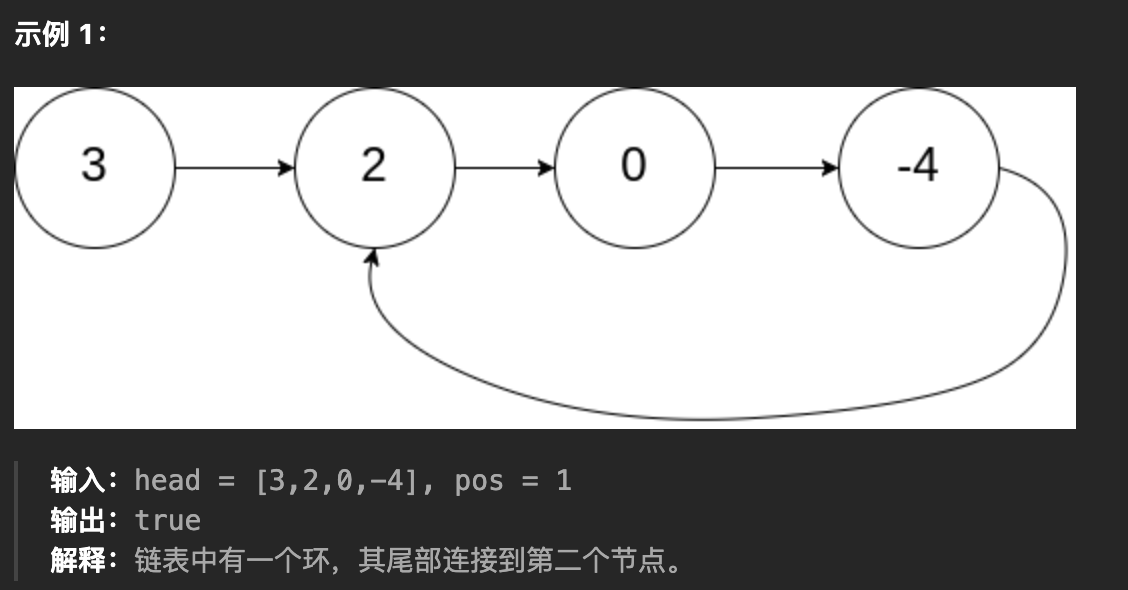 示例 1:
3 2 0 -4
输入：head = [3,2,0,-4], pos = 1
输出：true
解释：链表中有一个环，其尾部连接到第二个节点。